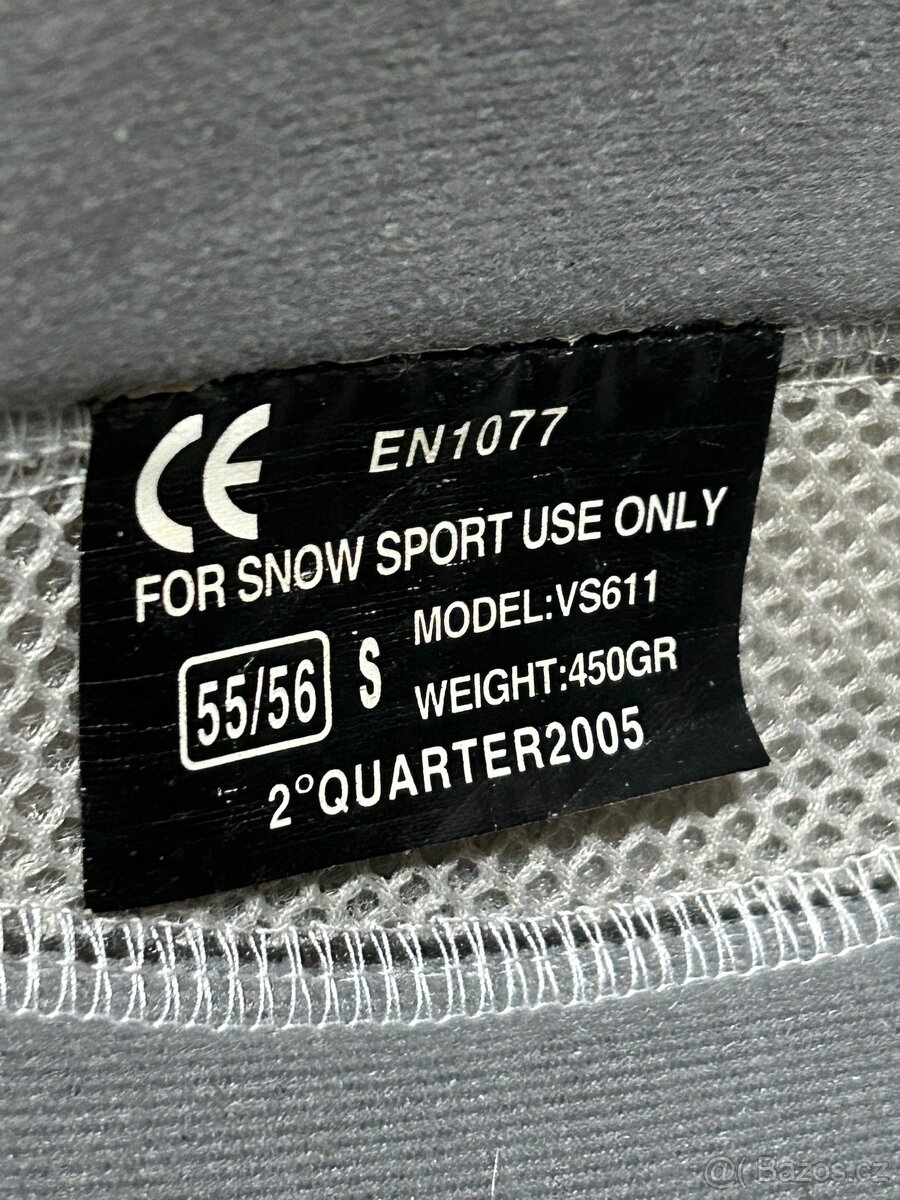 CE EN1077
FOR SNOW SPORT USE ONLY
55/56 S MODEL:VS611
WEIGHT:450GR
2°QUARTER2005
@( Bazos.cz